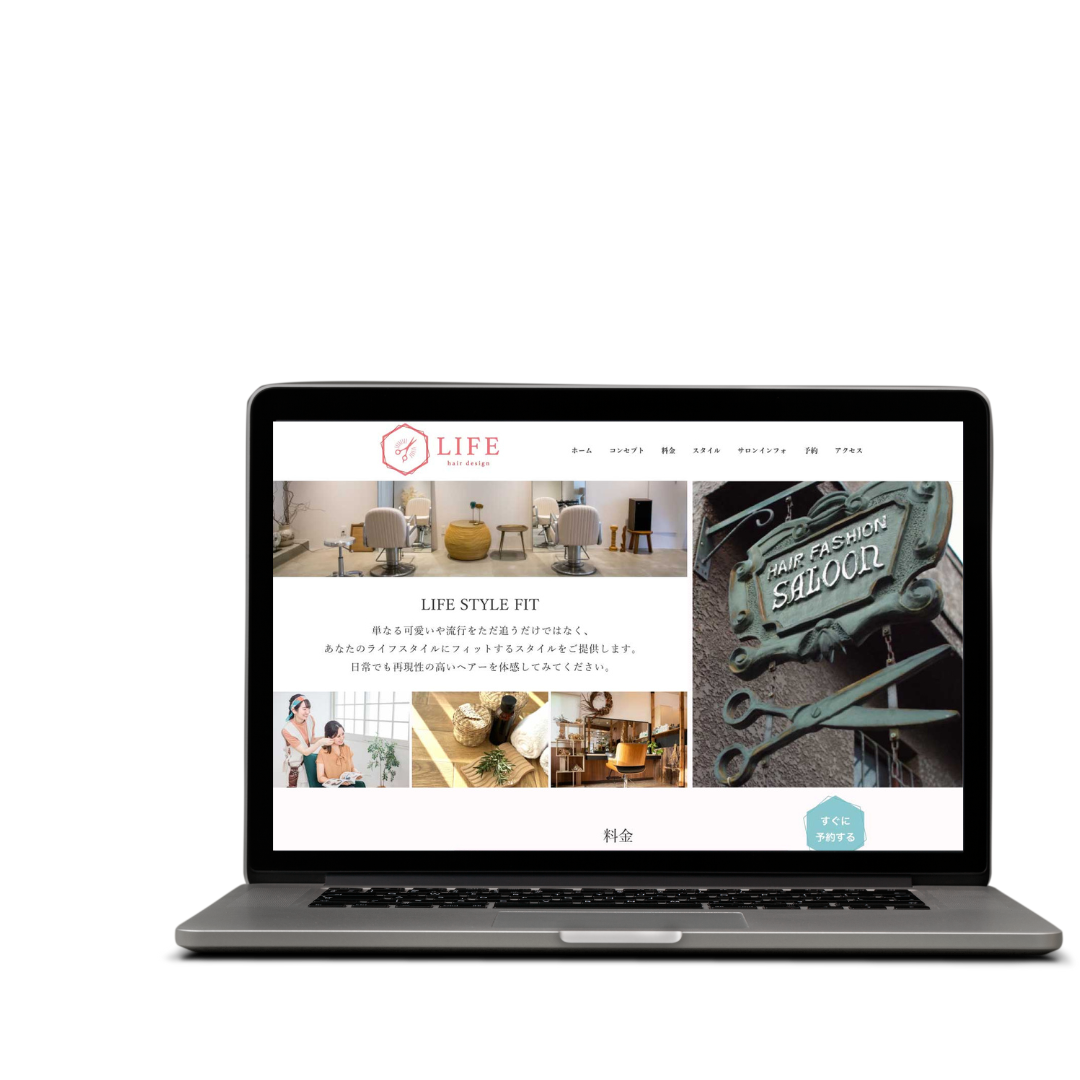 LIFE
hair design
ホーム コンセプト 料金 スタイル サロンインフォ 予約 アクセス
HAIR FASHION
SALOON
LIFE STYLE FIT
単なる可愛いや流行をただ追うだけではなく、
あなたのライフスタイルにフィットするスタイルをご提供します。
日常でも再現性の高いヘアーを体感してみてください。
料金
すぐに
予約する